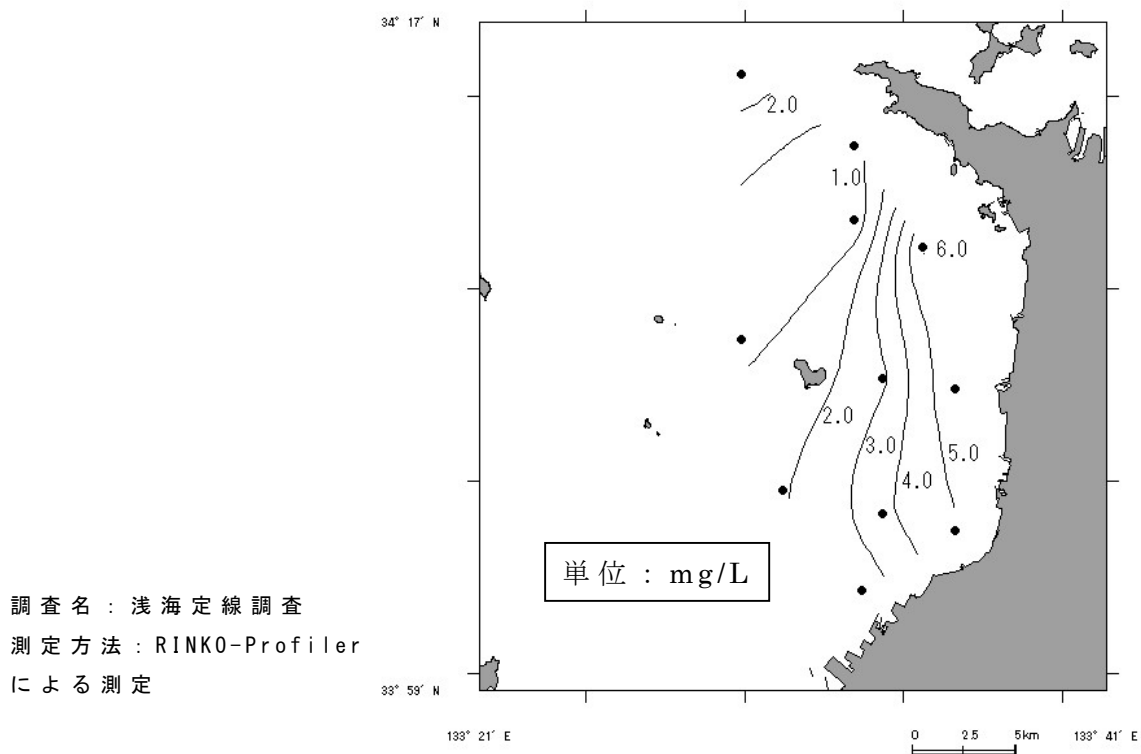 34° 17′ N
2.0
1.0
6.0
2.0
3.0
5.0
4.0
単位：mg/L
調査名：浅海定線調査
測定方法：RINKO-Profiler
による測定
33° 59′ N
133° 21′ E
0 2.5 5km
133° 41′ E